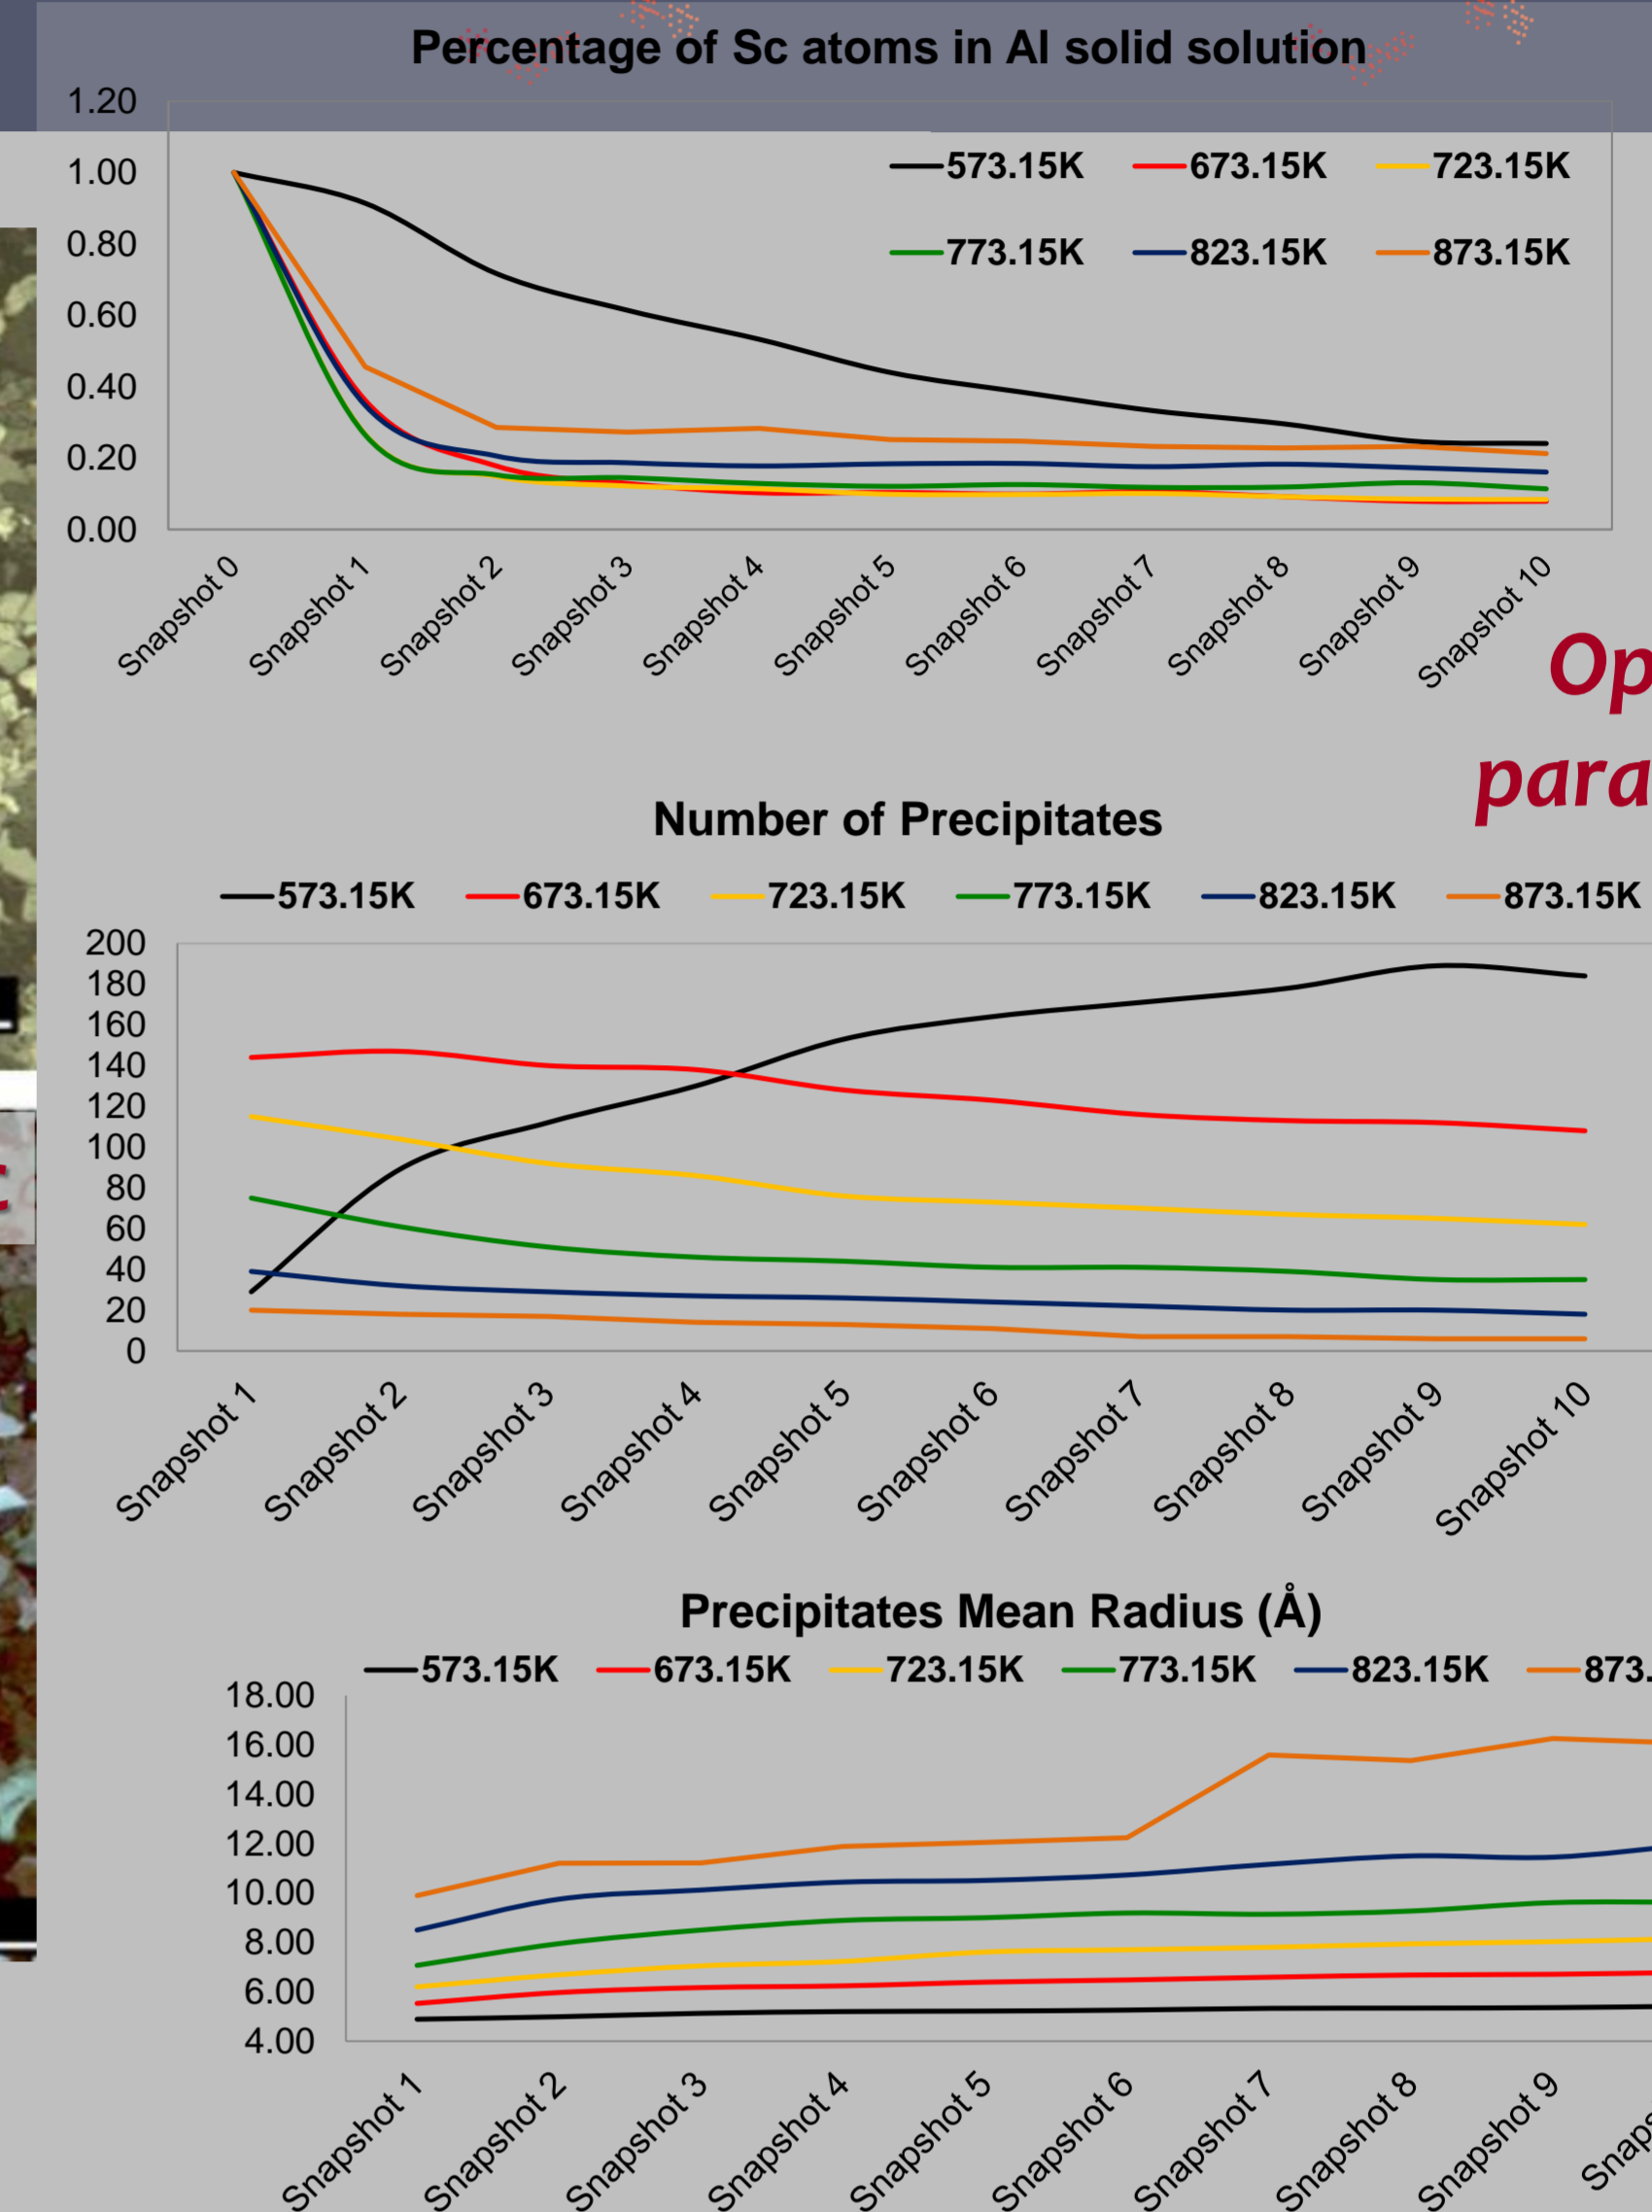 Percentage of Sc atoms in Al solid solution
1.20
1.00
0.80
0.60
0.40
0.20
0.00
573.15K 673.15K 723.15K
773.15K 823.15K 873.15K
Snapshot 0 Snapshot 1 Snapshot 2 Snapshot 3 Snapshot 4 Snapshot 5 Snapshot 6 Snapshot 7 Snapshot 8 Snapshot 9 Snapshot 10
Op
para
Number of Precipitates
573.15K 673.15K 723.15K 773.15K 823.15K 873.15K
200
180
160
140
120
100
80
60
40
20
0
Snapshot 1 Snapshot 2 Snapshot 3 Snapshot 4 Snapshot 5 Snapshot 6 Snapshot 7 Snapshot 8 Snapshot 9 Snapshot 10
Precipitates Mean Radius (Å)
573.15K 673.15K 723.15K 773.15K 823.15K 873.
18.00
16.00
14.00
12.00
10.00
8.00
6.00
4.00
Snapshot 1 Snapshot 2 Snapshot 3 Snapshot 4 Snapshot 5 Snapshot 6 Snapshot 7 Snapshot 8 Snapshot 9 Snaps